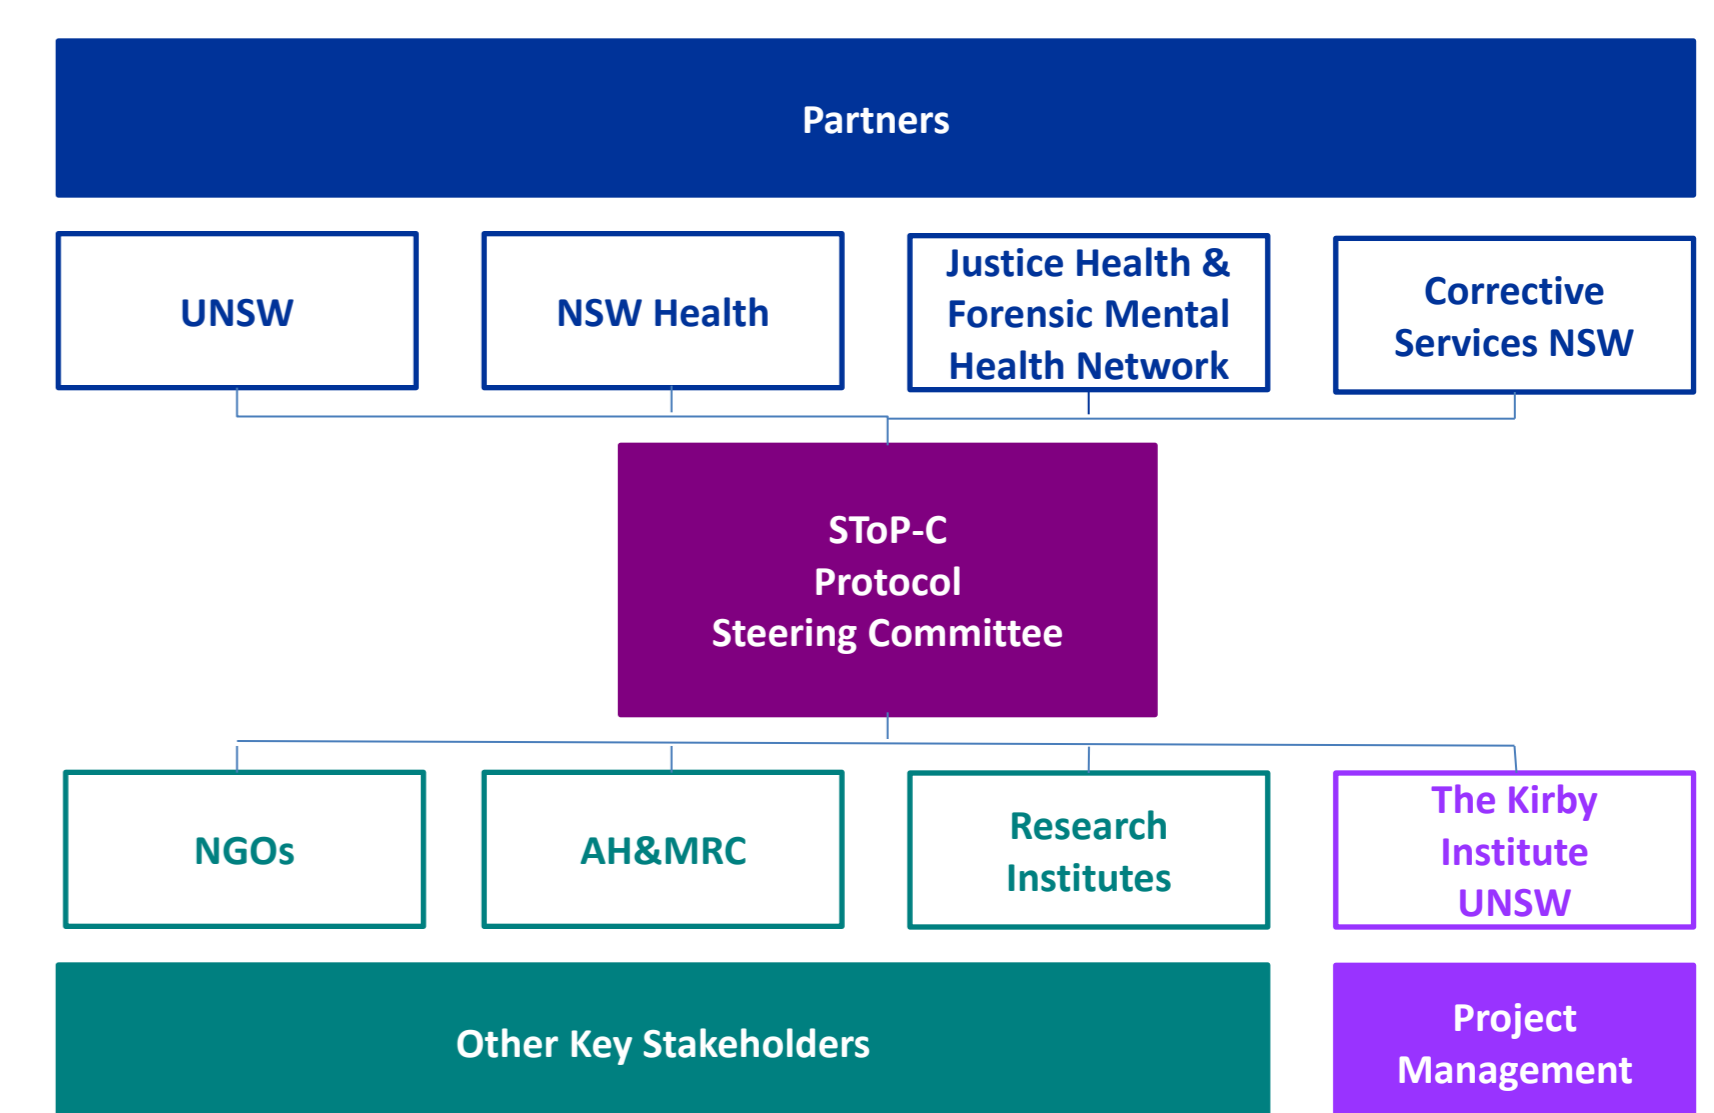 Partners
UNSW
NSW Health
Justice Health &
Forensic Mental
Health Network
Corrective
Services NSW
SToP-C
Protocol
Steering Committee
NGOs
AH&MRC
Research
Institutes
The Kirby
Institute
UNSW
Other Key Stakeholders
Project
Management